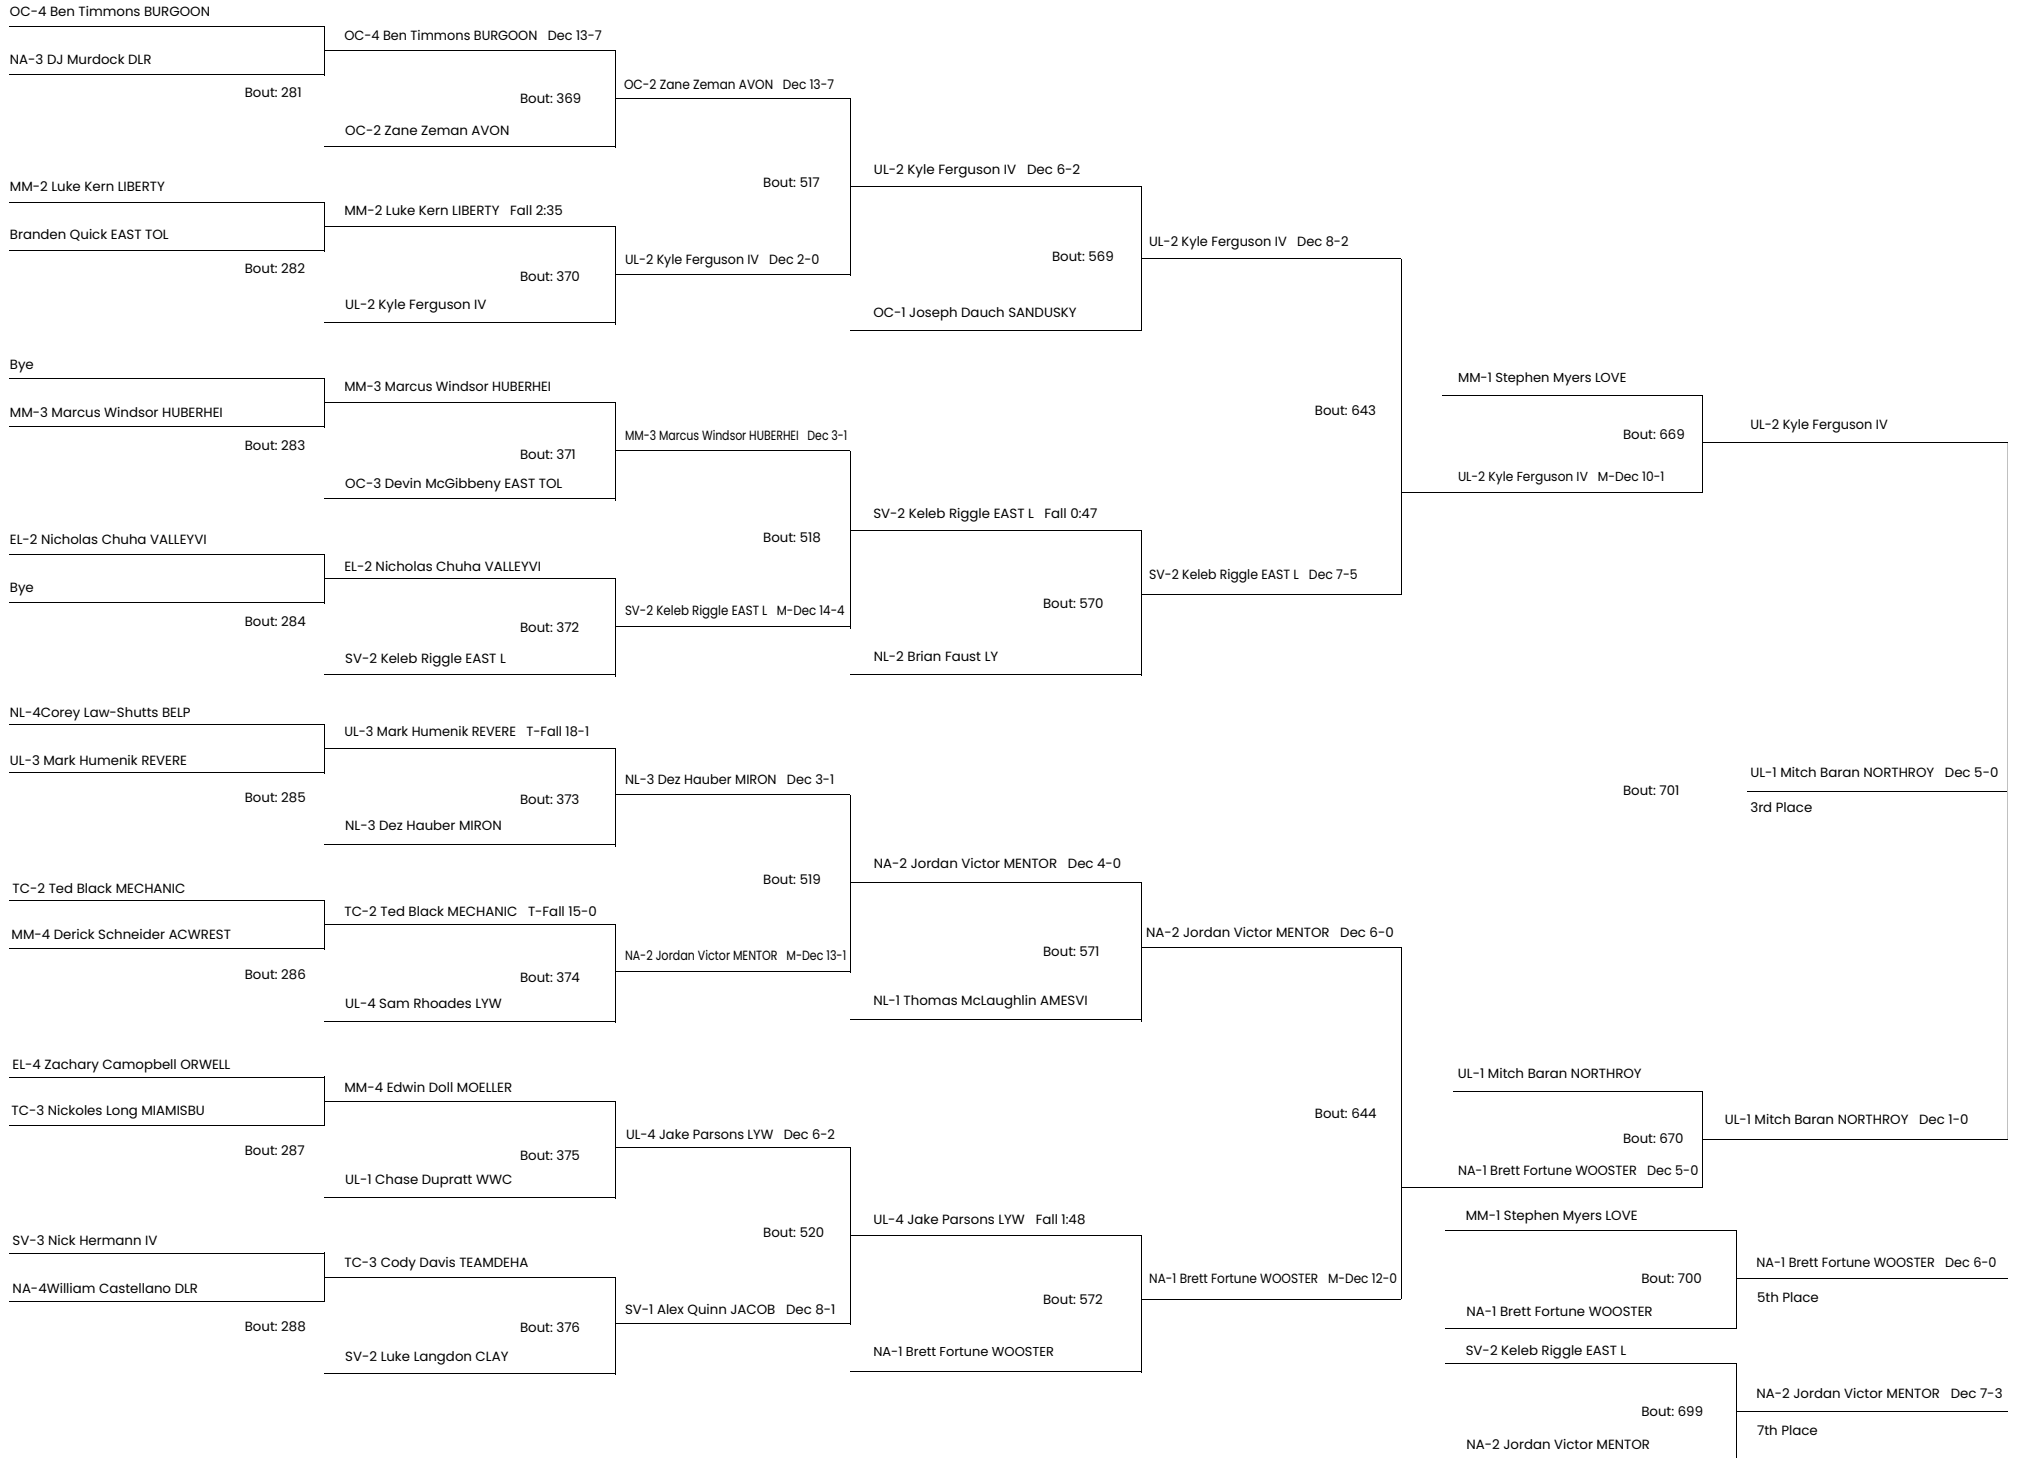 OC-4 Ben Timmons BURGOON
NA-3 DJ Murdock DLR
Bout: 281
MM-2 Luke Kern LIBERTY
Branden Quick EAST TOL
Bout: 282
Bye
MM-3 Marcus Windsor HUBERHEI
Bout: 283
EL-2 Nicholas Chuha VALLEYVI
Bye
Bout: 284
NL-4Corey Law-Shutts BELP
UL-3 Mark Humenik REVERE
Bout: 285
TC-2 Ted Black MECHANIC
MM-4 Derick Schneider ACWREST
Bout: 286
EL-4 Zachary Camopbell ORWELL
TC-3 Nickoles Long MIAMISBU
Bout: 287
SV-3 Nick Hermann IV
NA-4William Castellano DLR
Bout: 288
OC-4 Ben Timmons BURGOON Dec 13-7
Bout: 369
OC-2 Zane Zeman AVON
MM-2 Luke Kern LIBERTY Fall 2:35
Bout: 370
UL-2 Kyle Ferguson IV
MM-3 Marcus Windsor HUBERHEI
Bout: 371
OC-3 Devin McGibbeny EAST TOL
EL-2 Nicholas Chuha VALLEYVI
Bout: 372
SV-2 Keleb Riggle EAST L
UL-3 Mark Humenik REVERE T-Fall 18-1
Bout: 373
NL-3 Dez Hauber MIRON
TC-2 Ted Black MECHANIC T-Fall 15-0
Bout: 374
UL-4 Sam Rhoades LYW
MM-4 Edwin Doll MOELLER
Bout: 375
UL-1 Chase Dupratt WWC
TC-3 Cody Davis TEAMDEHA
Bout: 376
SV-2 Luke Langdon CLAY
OC-2 Zane Zeman AVON Dec 13-7
Bout: 517
UL-2 Kyle Ferguson IV Dec 2-0
MM-3 Marcus Windsor HUBERHEI Dec 3-1
Bout: 518
SV-2 Keleb Riggle EAST L M-Dec 14-4
NL-3 Dez Hauber MIRON Dec 3-1
Bout: 519
NA-2 Jordan Victor MENTOR M-Dec 13-1
UL-4 Jake Parsons LYW Dec 6-2
Bout: 520
SV-1 Alex Quinn JACOB Dec 8-1
UL-2 Kyle Ferguson IV Dec 6-2
Bout: 569
OC-1 Joseph Dauch SANDUSKY
SV-2 Keleb Riggle EAST L Fall 0:47
Bout: 570
NL-2 Brian Faust LY
NA-2 Jordan Victor MENTOR Dec 4-0
Bout: 571
NL-1 Thomas McLaughlin AMESVI
UL-4 Jake Parsons LYW Fall 1:48
Bout: 572
NA-1 Brett Fortune WOOSTER
UL-2 Kyle Ferguson IV Dec 8-2
Bout: 643
SV-2 Keleb Riggle EAST L Dec 7-5
NA-2 Jordan Victor MENTOR Dec 6-0
Bout: 644
NA-1 Brett Fortune WOOSTER M-Dec 12-0
MM-1 Stephen Myers LOVE
Bout: 669
UL-2 Kyle Ferguson IV M-Dec 10-1
UL-2 Kyle Ferguson IV
Bout: 701
UL-1 Mitch Baran NORTHROY Dec 5-0
3rd Place
UL-1 Mitch Baran NORTHROY
Bout: 670
NA-1 Brett Fortune WOOSTER Dec 5-0
UL-1 Mitch Baran NORTHROY Dec 1-0
MM-1 Stephen Myers LOVE
Bout: 700
NA-1 Brett Fortune WOOSTER
NA-1 Brett Fortune WOOSTER Dec 6-0
5th Place
SV-2 Keleb Riggle EAST L
Bout: 699
NA-2 Jordan Victor MENTOR
NA-2 Jordan Victor MENTOR Dec 7-3
7th Place